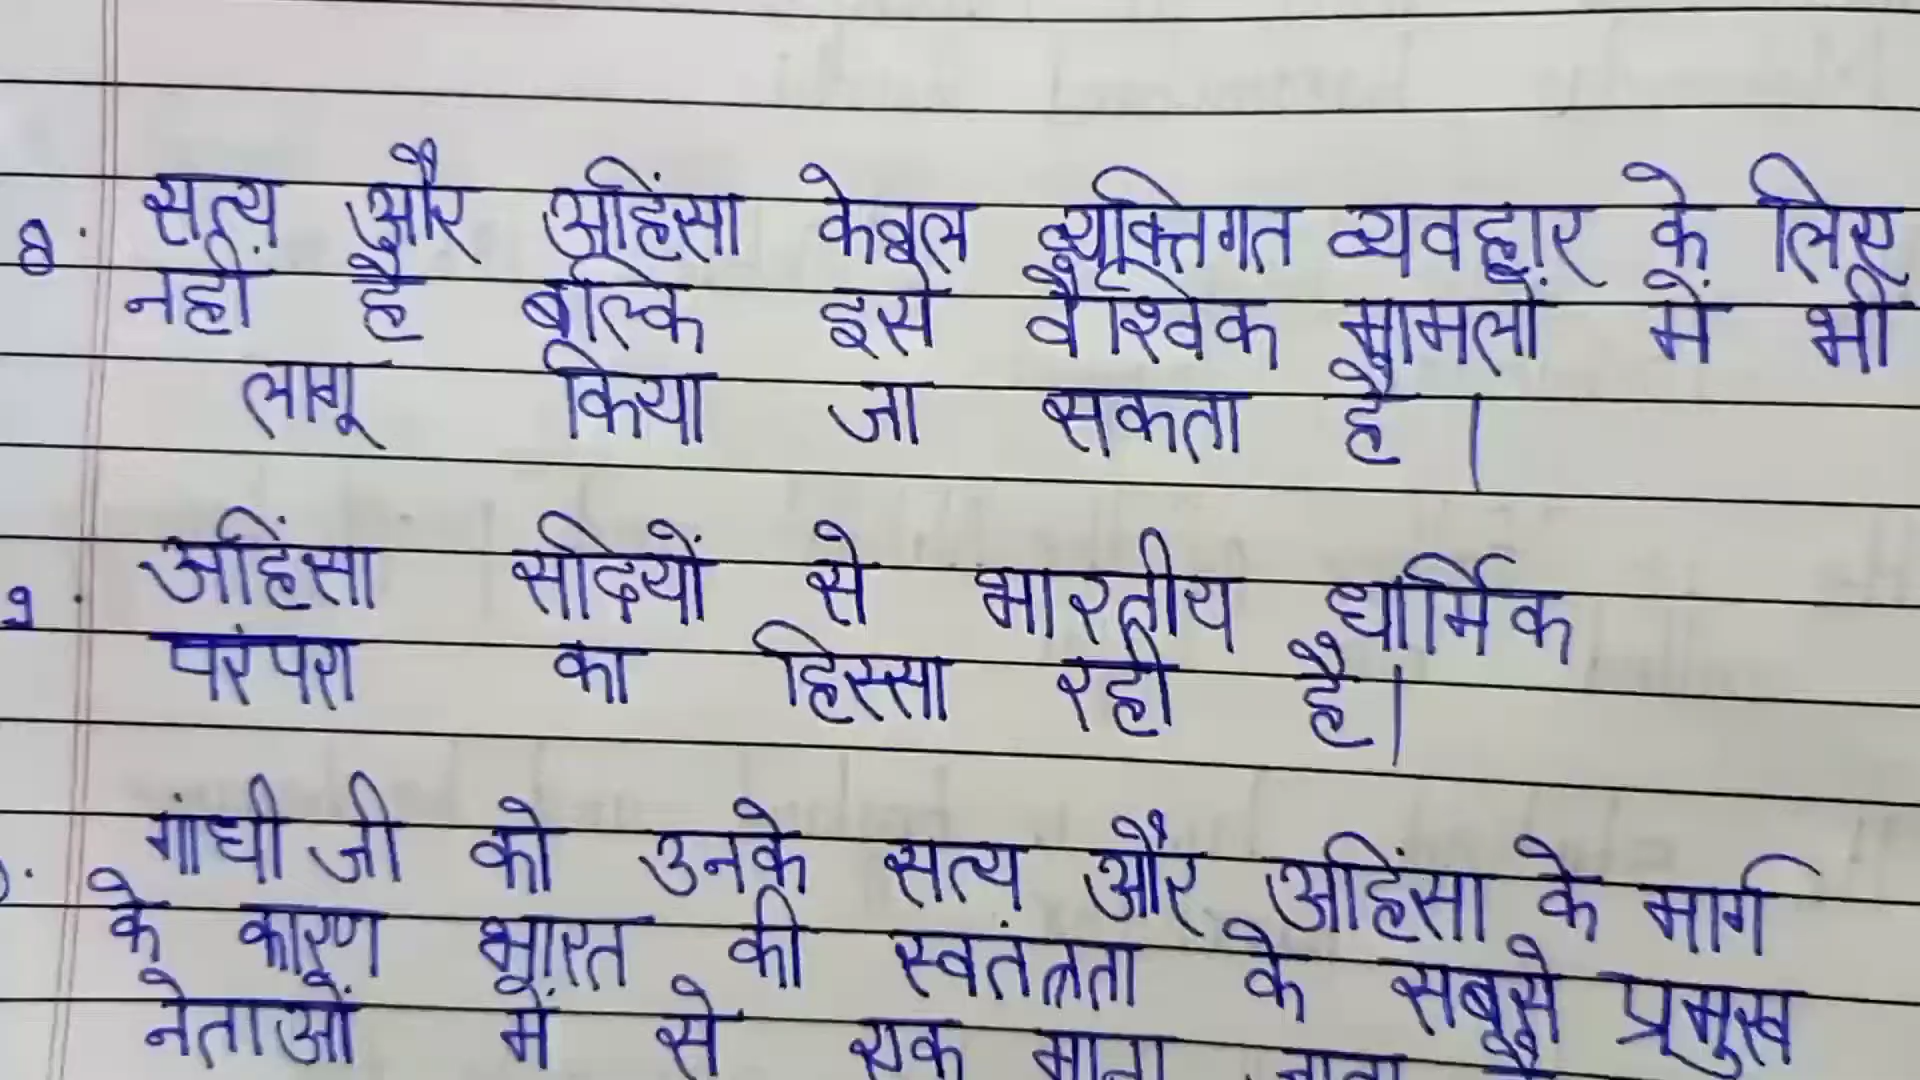 8. सत्य और अहिंसा केवल व्यक्तिगत व्यवहार के लिए
नहीं है बल्कि इसे वैश्विक मामलों में भी
लागू किया जा सकता है |
9. अहिंसा सदियों से भारतीय धार्मिक
परंपरा का हिस्सा रही है|
गांधी जी को उनके सत्य और अहिंसा के मार्ग
के कारण भारत की स्वतंत्रता के सबसे प्रमुख
नेताओं में से एक माना जाता है